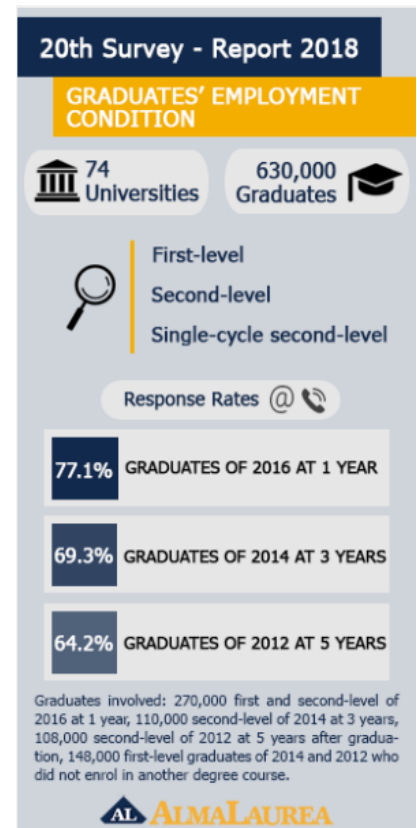 20th Survey - Report 2018
GRADUATES' EMPLOYMENT
CONDITION
74
Universities
630,000
Graduates
First-level
Second-level
Single-cycle second-level
Response Rates @
77.1% GRADUATES OF 2016 AT 1 YEAR
69.3% GRADUATES OF 2014 AT 3 YEARS
64.2% GRADUATES OF 2012 AT 5 YEARS
Graduates involved: 270,000 first and second-level of
2016 at 1 year, 110,000 second-level of 2014 at 3 years,
108,000 second-level of 2012 at 5 years after gradua-
tion, 148,000 first-level graduates of 2014 and 2012 who
did not enrol in another degree course.
AL ALMALAUREA